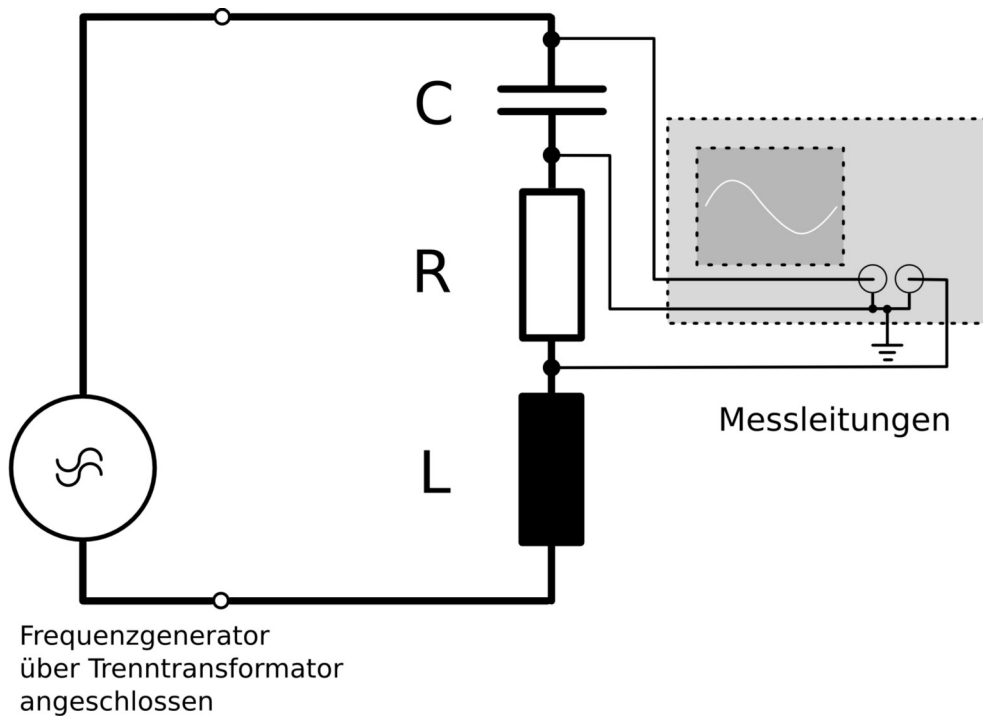 C
R
Messleitungen
L
Frequenzgenerator
über Trenntransformator
angeschlossen